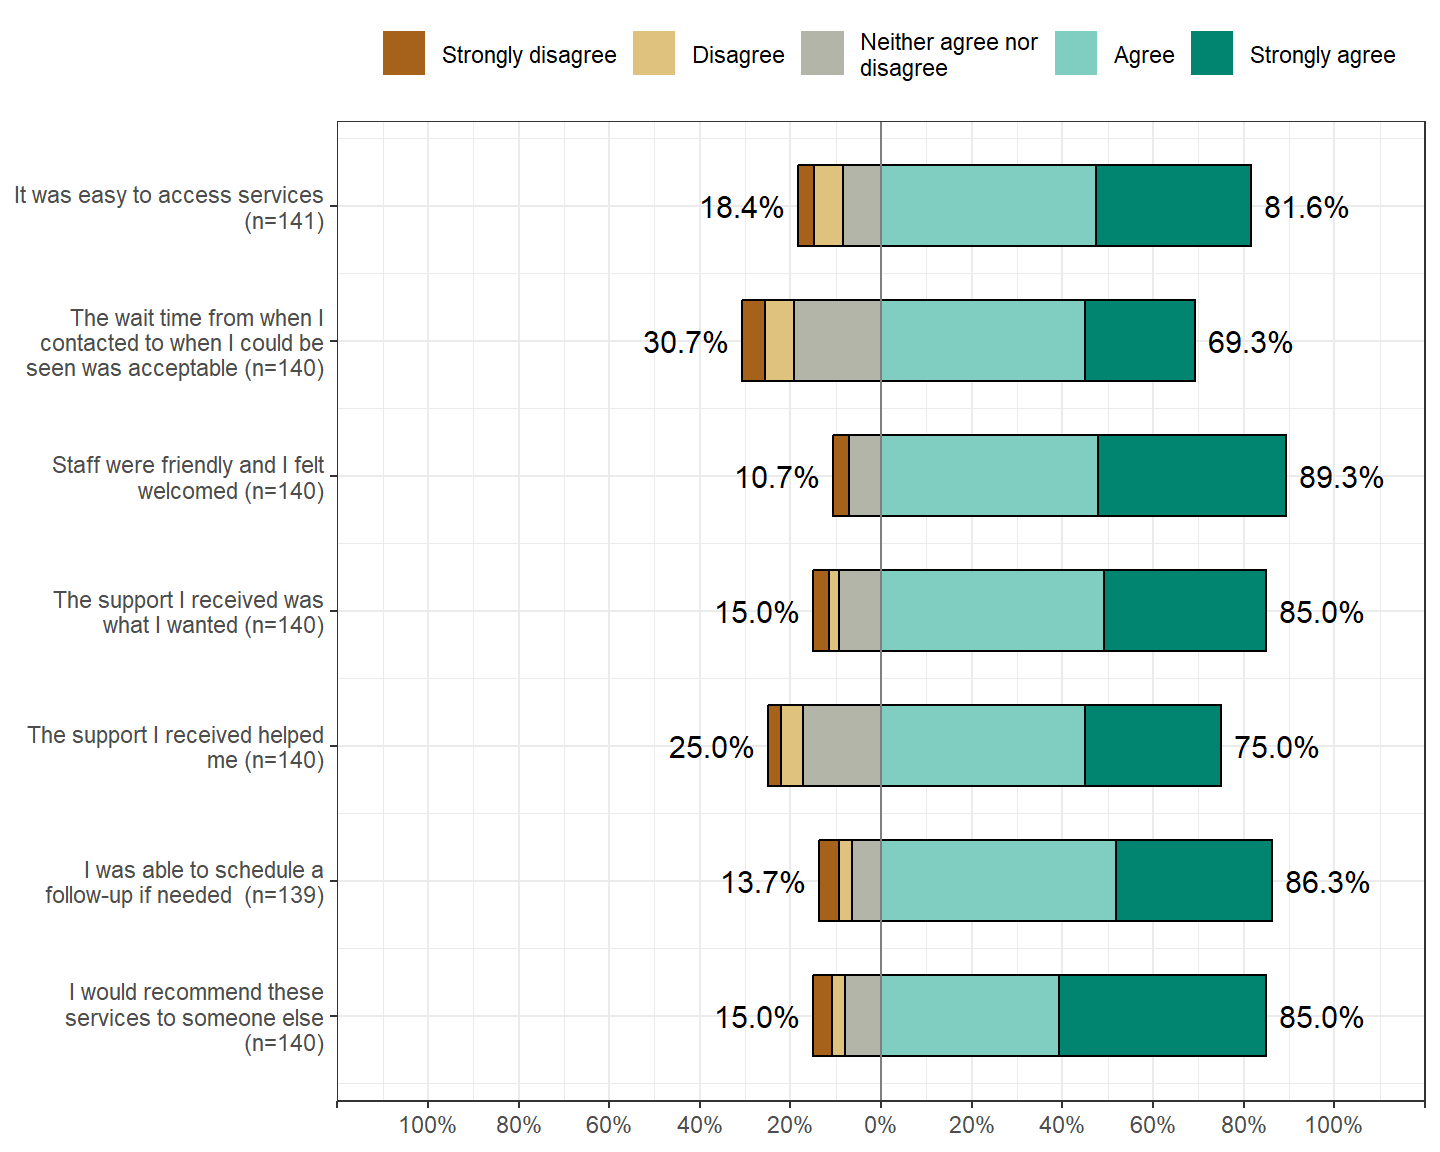 Strongly disagree
Disagree
Neither agree nor
disagree
Agree
Strongly agree
It was easy to access services
(n=141)
18.4%
81.6%
The wait time from when I
contacted to when I could be
seen was acceptable (n=140)
30.7%
69.3%
Staff were friendly and I felt
welcomed (n=140)
10.7%
89.3%
The support I received was
what I wanted (n=140)
15.0%
85.0%
The support I received helped
me (n=140)
25.0%
75.0%
I was able to schedule a
follow-up if needed  (n=139)
13.7%
86.3%
I would recommend these
services to someone else
(n=140)
15.0%
85.0%
100% 80% 60% 40% 20% 0% 20% 40% 60% 80% 100%